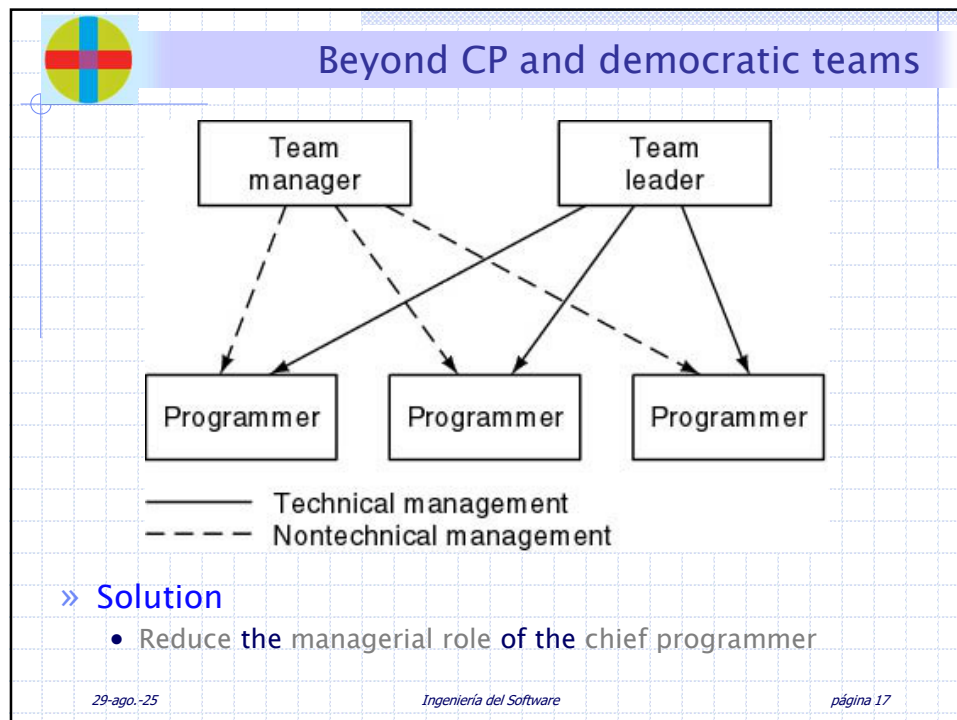 Beyond CP and democratic teams
Team
manager
Team
leader
Programmer
Programmer
Programmer
Technical management
Nontechnical management
» Solution
• Reduce the managerial role of the chief programmer
29-ago.-25
Ingeniería del Software
página 17